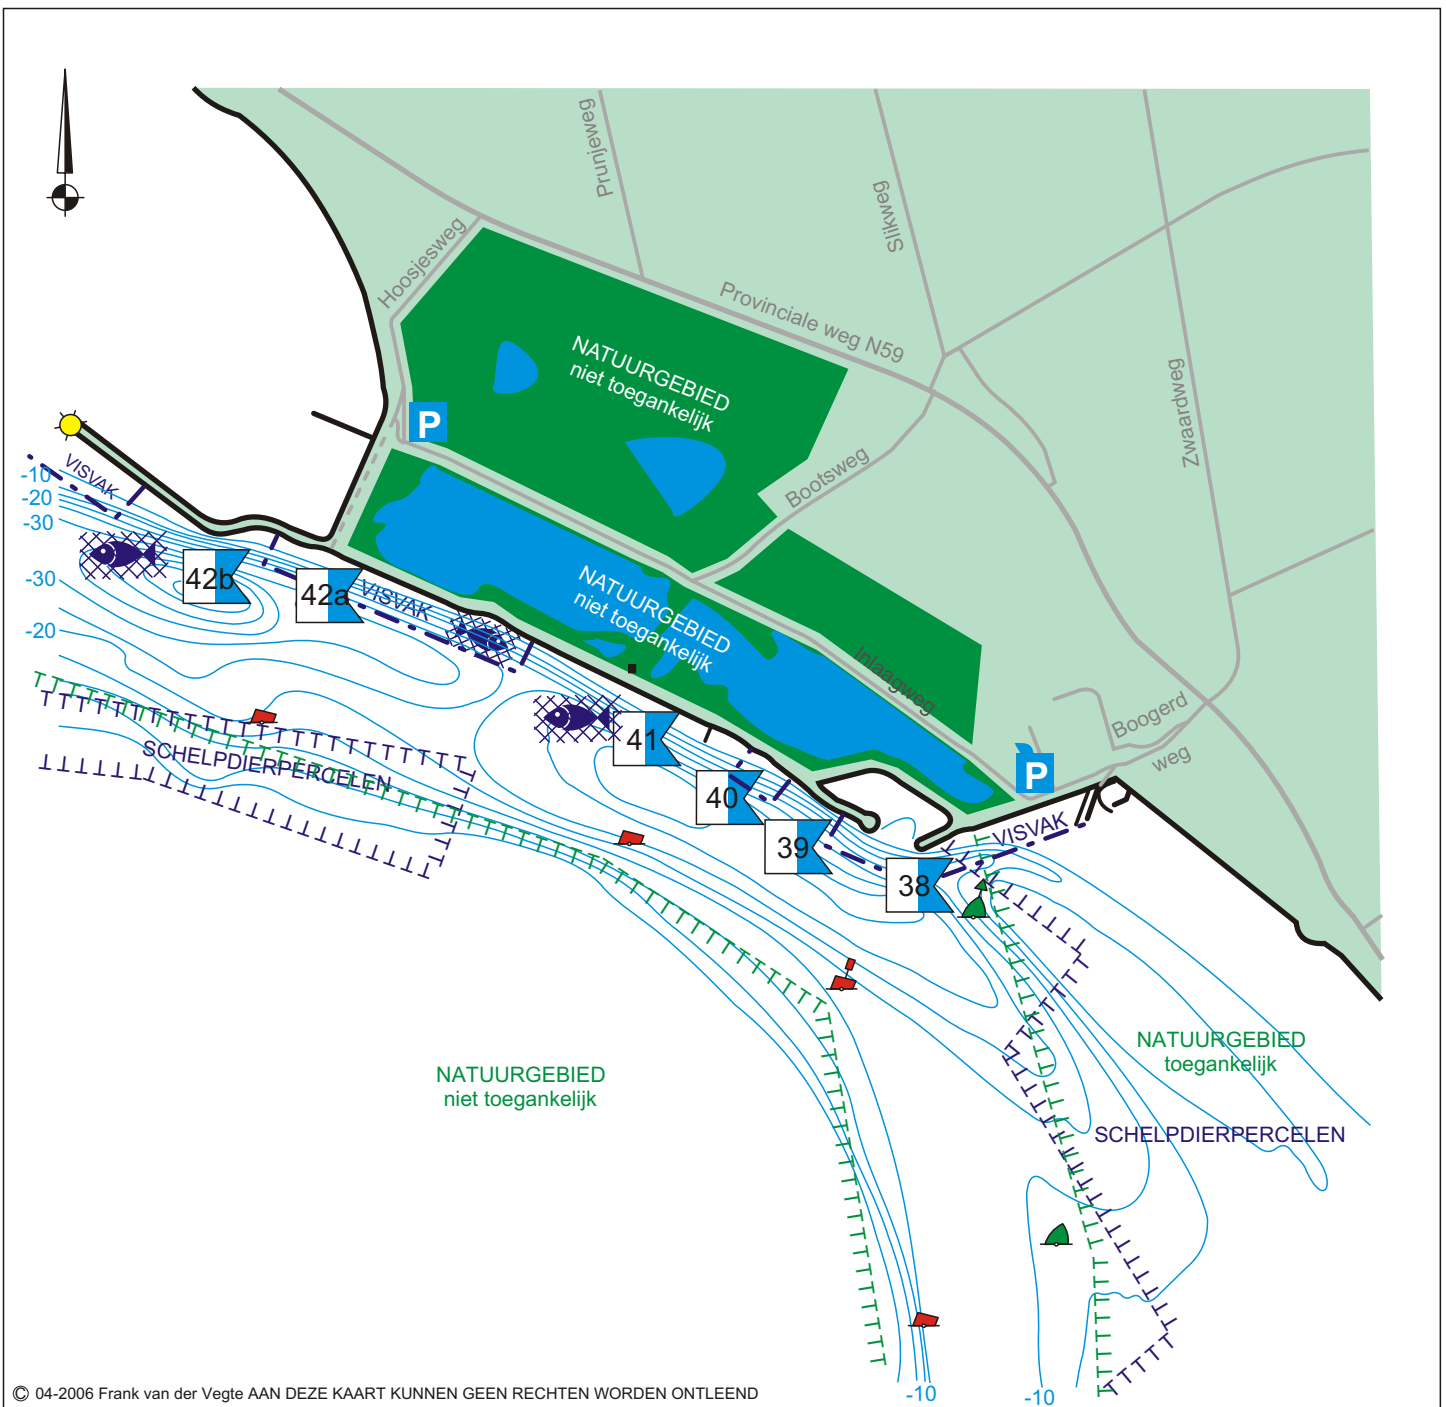 Prunjeweg
Slikweg
Hoosjesweg
Provinciale weg N59
NATUURGEBIED
niet toegankelijk
Zwaardweg
P
Bootsweg
VISVAK
-10
-20
-30
42b
-30
42a
VISVAK
NATUURGEBIED
niet toegankelijk
-20
Inlaagweg
Boogerd
weg
41
SCHELPDIERPERCELEN
P
40
VISVAK
39
38
NATUURGEBIED
toegankelijk
NATUURGEBIED
niet toegankelijk
SCHELPDIERPERCELEN
© 04-2006 Frank van der Vegte AAN DEZE KAART KUNNEN GEEN RECHTEN WORDEN ONTLEEND
-10
-10